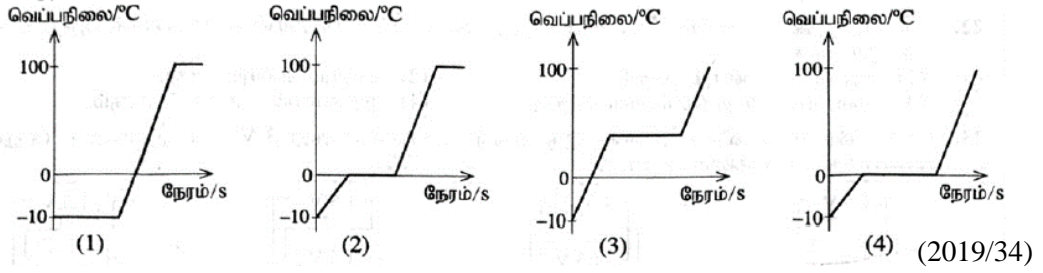 வெப்பநிலை/°C வெப்பநிலை/°C வெப்பநிலை/°C வெப்பநிலை/°C
100 100 100 100
0 0 0 0
நேரம்/s நேரம்/s நேரம்/s நேரம்/s
−10 −10 −10 −10
(1) (2) (3) (4) (2019/34)